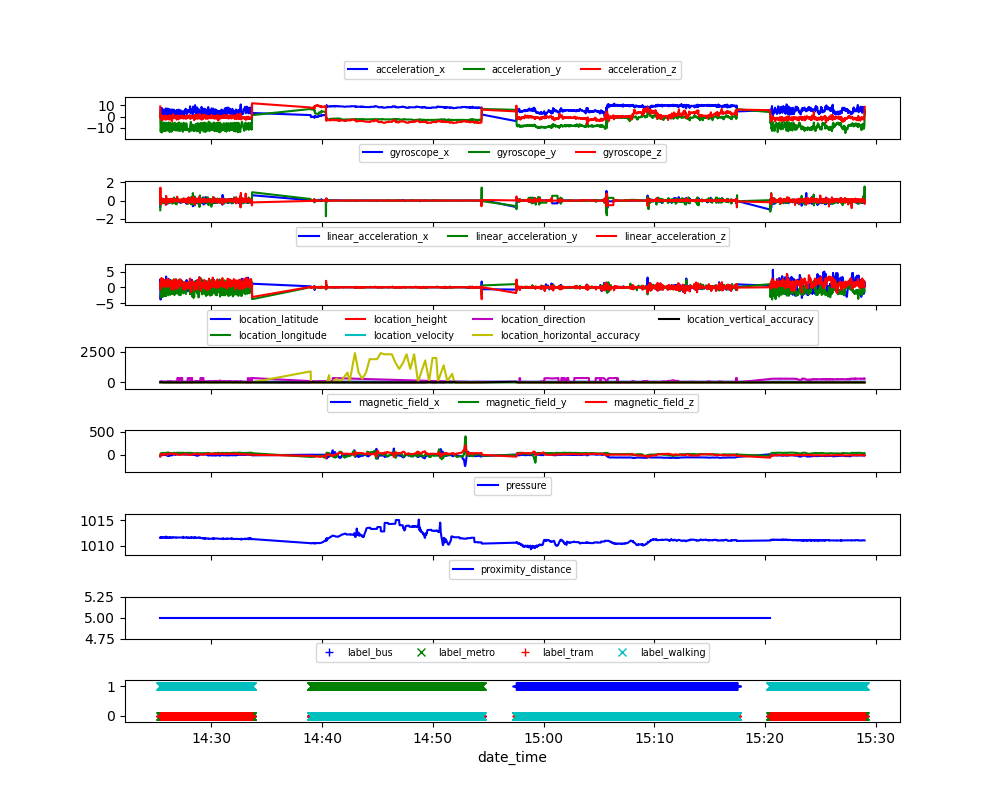 acceleration_x acceleration_y acceleration_z
10
0
−10
gyroscope_x gyroscope_y gyroscope_z
2
0
−2
linear_acceleration_x linear_acceleration_y linear_acceleration_z
5
0
−5
location_latitude location_height location_direction location_vertical_accuracy
location_longitude location_velocity location_horizontal_accuracy
2500
0
magnetic_field_x magnetic_field_y magnetic_field_z
500
0
pressure
1015
1010
proximity_distance
5.25
5.00
4.75
label_bus label_metro label_tram label_walking
1
0
14:30 14:40 14:50 15:00 15:10 15:20 15:30
date_time